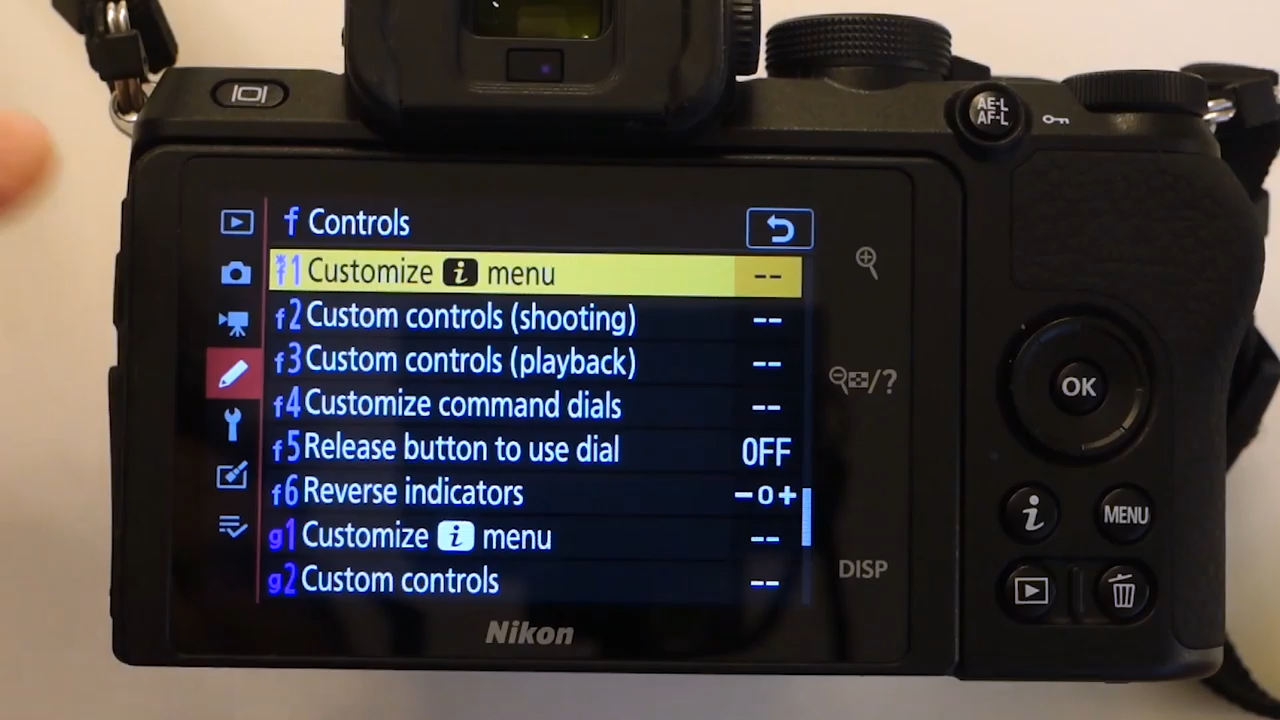 AE-L
AF-L
f Controls
*f1 Customize i menu --
f2 Custom controls (shooting) --
f3 Custom controls (playback) --
f4 Customize command dials --
f5 Release button to use dial OFF
f6 Reverse indicators -0+
g1 Customize i menu --
g2 Custom controls --
/?
OK
i
MENU
DISP
Nikon